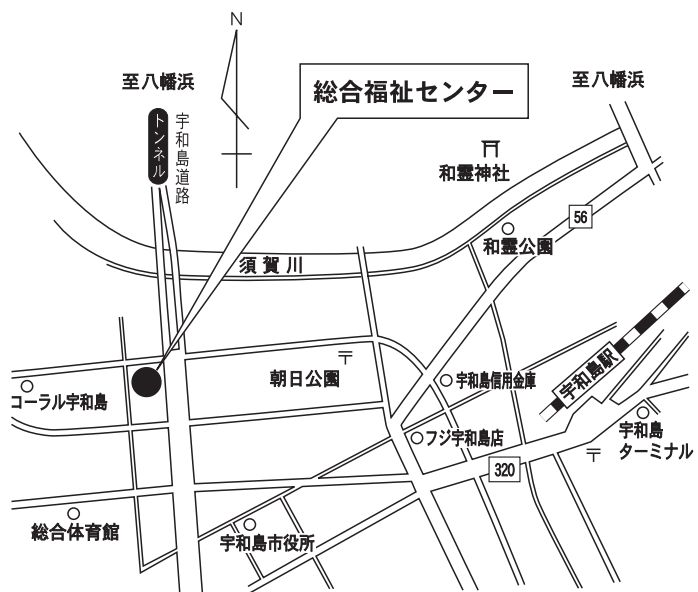 N
至八幡浜
総合福祉センター
至八幡浜
トンネル
宇和島道路
和霊神社
56
和霊公園
須賀川
朝日公園
宇和島信用金庫
宇和島駅
コーラル宇和島
フジ宇和島店
宇和島
ターミナル
320
総合体育館
宇和島市役所